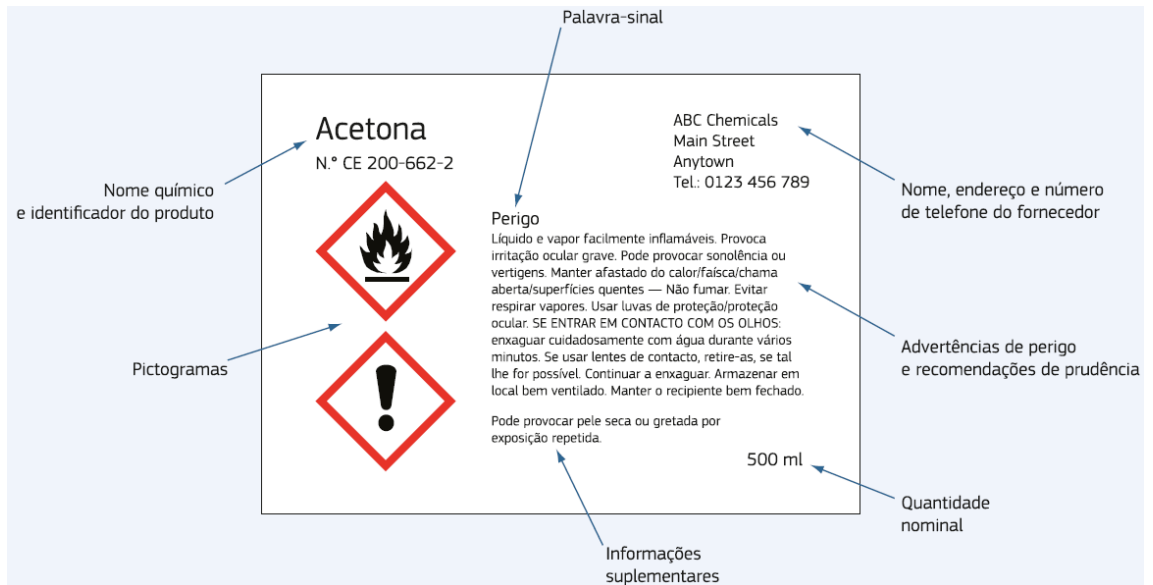 Palavra-sinal
Acetona
N.° CE 200-662-2
ABC Chemicals
Main Street
Anytown
Tel.: 0123 456 789
Nome químico
e identificador do produto
Nome, endereço e número
de telefone do fornecedor
Perigo
Líquido e vapor facilmente inflamáveis. Provoca
irritação ocular grave. Pode provocar sonolência ou
vertigens. Manter afastado do calor/faísca/chama
aberta/superfícies quentes — Não fumar. Evitar
respirar vapores. Usar luvas de proteção/proteção
ocular. SE ENTRAR EM CONTACTO COM OS OLHOS:
enxaguar cuidadosamente com água durante vários
minutos. Se usar lentes de contacto, retire-as, se tal
lhe for possível. Continuar a enxaguar. Armazenar em
local bem ventilado. Manter o recipiente bem fechado.
Pictogramas
Advertências de perigo
e recomendações de prudência
Pode provocar pele seca ou gretada por
exposição repetida.
500 ml
Quantidade
nominal
Informações
suplementares